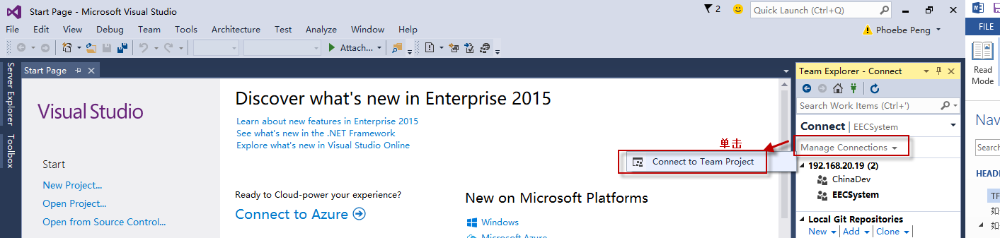 Start Page - Microsoft Visual Studio
2
Quick Launch (Ctrl+Q)
File Edit View Debug Team Tools Architecture Test Analyze Window Help
Phoebe Peng
Attach...
FILE
Read
Mode
Server Explorer
Toolbox
Start Page
Visual Studio
Start
New Project...
Open Project...
Open from Source Control...
Discover what's new in Enterprise 2015
Learn about new features in Enterprise 2015
See what's new in the .NET Framework
Explore what's new in Visual Studio Online
单击
Connect to Team Project
Ready to Cloud-power your experience?
Connect to Azure
New on Microsoft Platforms
Windows
Microsoft Azure
Team Explorer - Connect
Search Work Items (Ctrl+')
Connect | EECSystem
Manage Connections
192.168.20.19 (2)
ChinaDev
EECSystem
Local Git Repositories
New Add Clone
Nav
Search
HEAD
TF
如
如